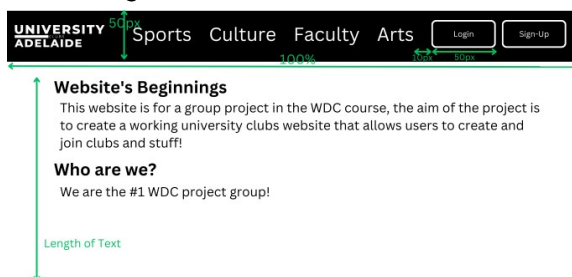 UNIVERSITY
ADELAIDE
50px
Sports Culture Faculty Arts Login Sign-Up
100%
10px 50px
Website's Beginnings
This website is for a group project in the WDC course, the aim of the project is
to create a working university clubs website that allows users to create and
join clubs and stuff!
Who are we?
We are the #1 WDC project group!
Length of Text